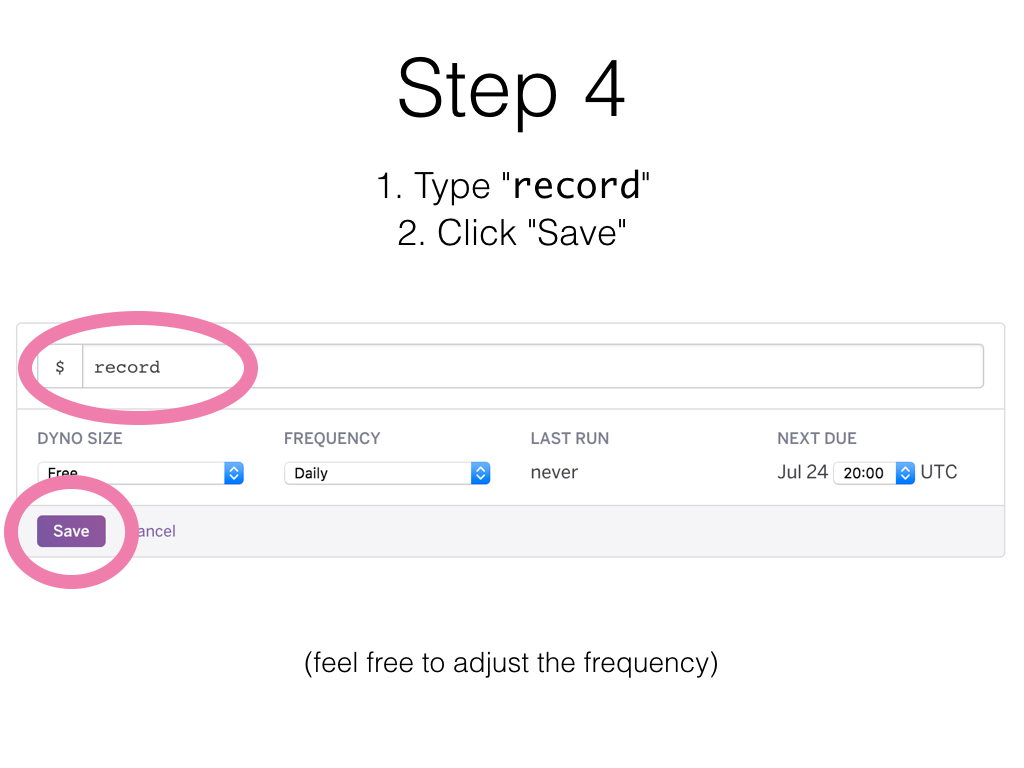 Step 4
1. Type "record"
2. Click "Save"
$ record
DYNO SIZE FREQUENCY LAST RUN NEXT DUE
Free Daily never Jul 24 20:00 UTC
Save ancel
(feel free to adjust the frequency)